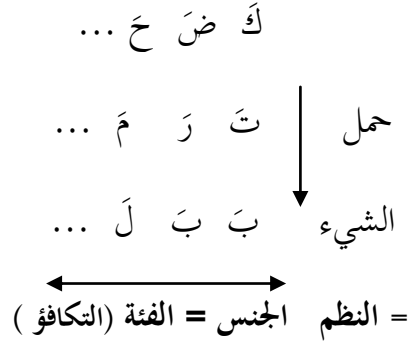 كَ ضَ حَ ...
حمل تَ رَ مَ ...
الشيء بَ بَ لَ ...
= النظم الجنس = الفئة (التكافؤ )